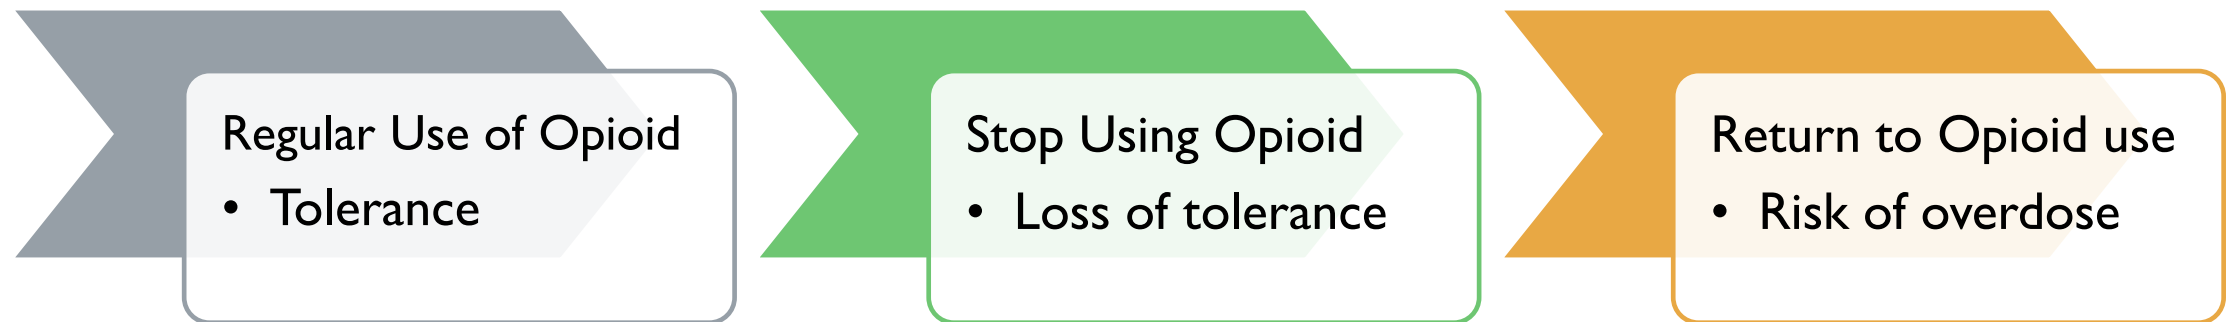 Regular Use of Opioid
• Tolerance
Stop Using Opioid
• Loss of tolerance
Return to Opioid use
• Risk of overdose